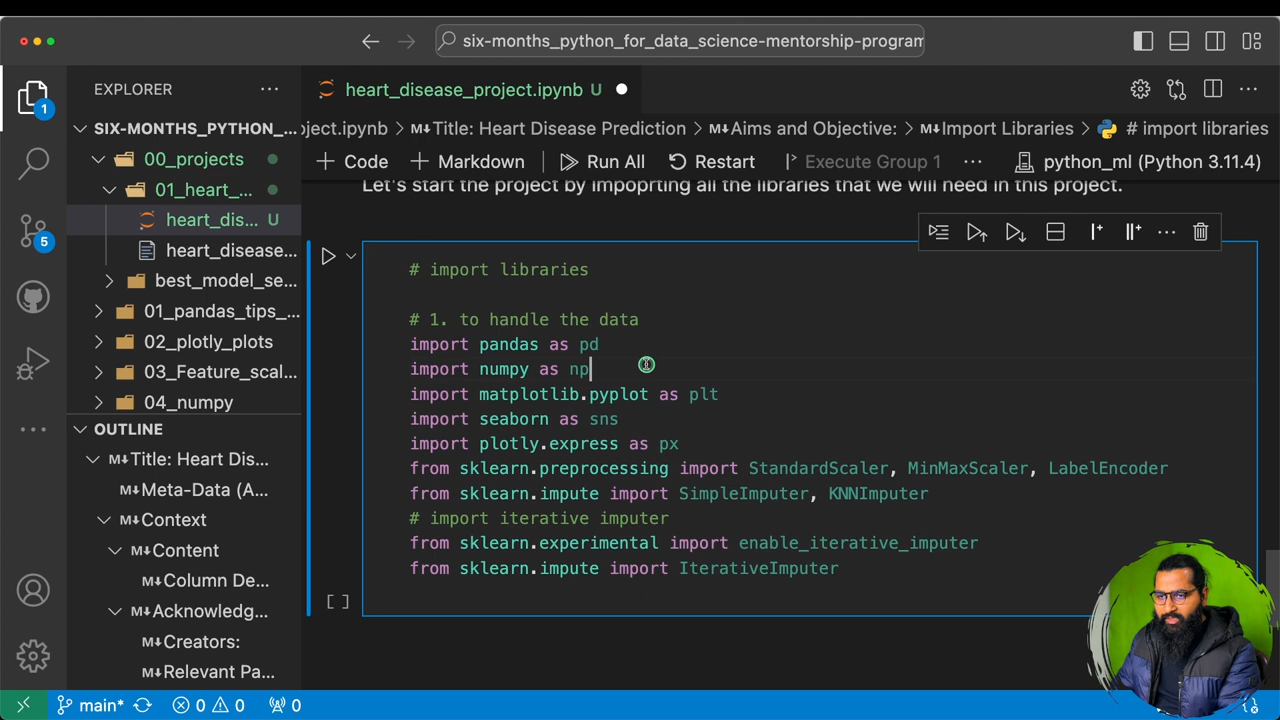 six-months_python_for_data_science-mentorship-program
1
5
EXPLORER
SIX-MONTHS_PYTHON_...
00_projects
01_heart_...
heart_dis... U
heart_disease...
best_model_se...
01_pandas_tips_...
02_plotly_plots
03_Feature_scal...
04_numpy
OUTLINE
Title: Heart Dis...
Meta-Data (A...
Context
Content
Column De...
Acknowledg...
Creators:
Relevant Pa...
heart_disease_project.ipynb U
oject.ipynb > M Title: Heart Disease Prediction > M Aims and Objective: > M Import Libraries > # import libraries
+ Code + Markdown Run All Restart Execute Group 1 ... python_ml (Python 3.11.4)
Let's start the project by impoprting all the libraries that we will need in this project.
# import libraries
# 1. to handle the data
import pandas as pd
import numpy as np
import matplotlib.pyplot as plt
import seaborn as sns
import plotly.express as px
from sklearn.preprocessing import StandardScaler, MinMaxScaler, LabelEncoder
from sklearn.impute import SimpleImputer, KNNImputer
# import iterative imputer
from sklearn.experimental import enable_iterative_imputer
from sklearn.impute import IterativeImputer
[ ]
main* 0 0 0